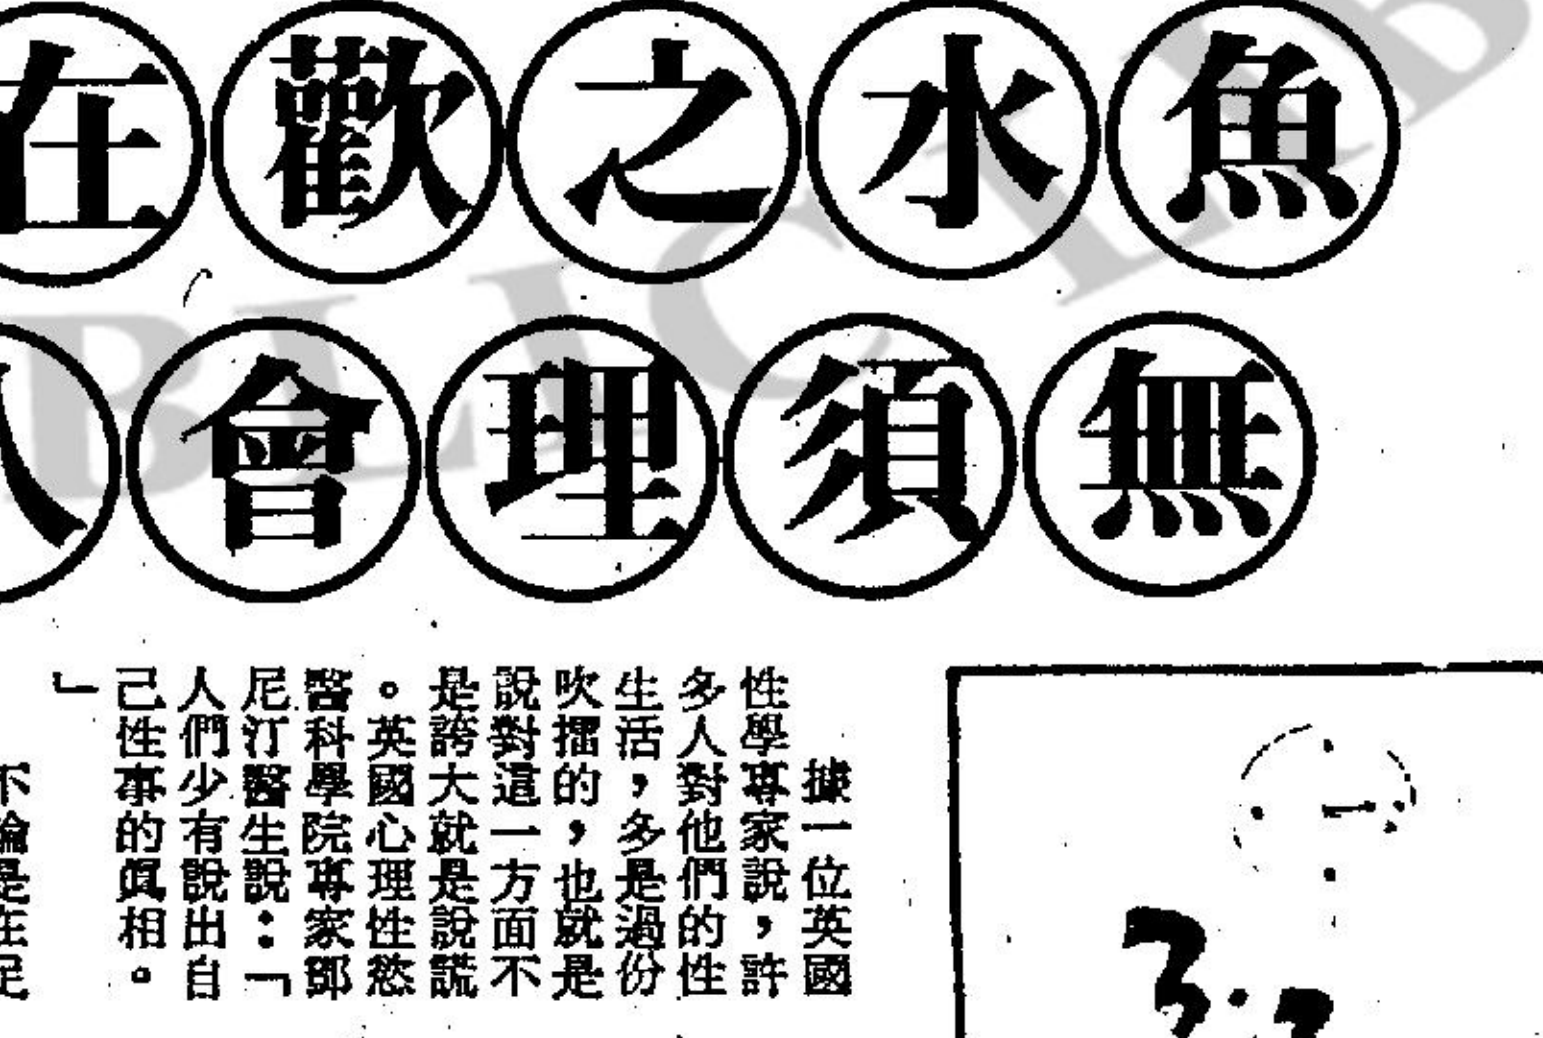 魚水之歡在
無須理會
據一位英國
性學專家說，許
多人對他們的性
生活，多是過份
吹擂的，也就是
說對這一方面不
是誇大就是說謊
。英國心理性慾
醫科學院專家鄧
尼汀醫生說：「
人們少有說出自
己性事的眞相。
」
不論是在足